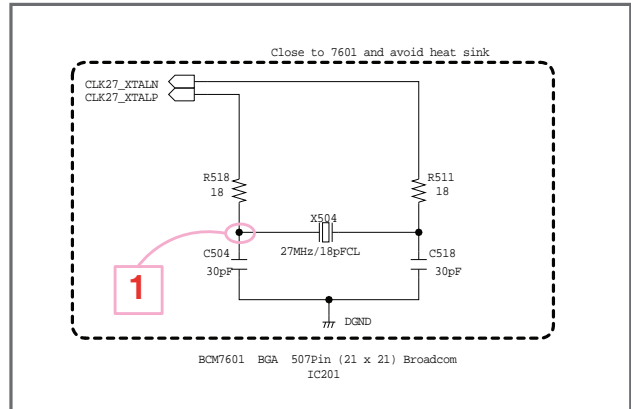 Close to 7601 and avoid heat sink
CLK27_XTALN
CLK27_XTALP
R518
18
R511
18
X504
27MHz/18pFCL
C504
30pF
C518
30pF
1
DGND
BCM7601 BGA 507Pin (21 x 21) Broadcom
IC201